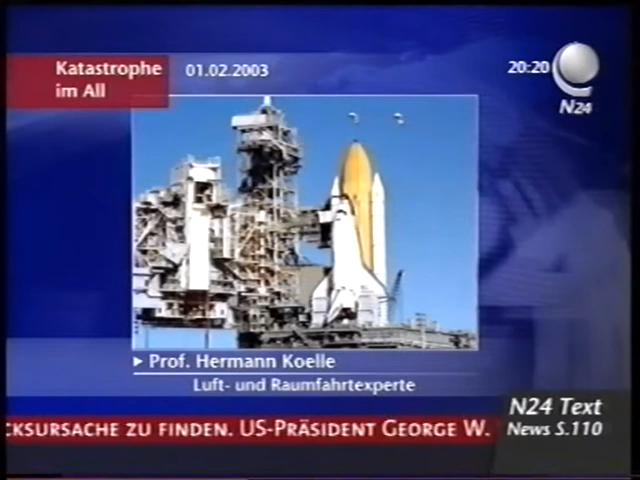 Katastrophe
im All
01.02.2003
20:20
N24
▸ Prof. Hermann Koelle
Luft- und Raumfahrtexperte
N24 Text
News S.110
CKSURSACHE ZU FINDEN. US-PRÄSIDENT GEORGE W.